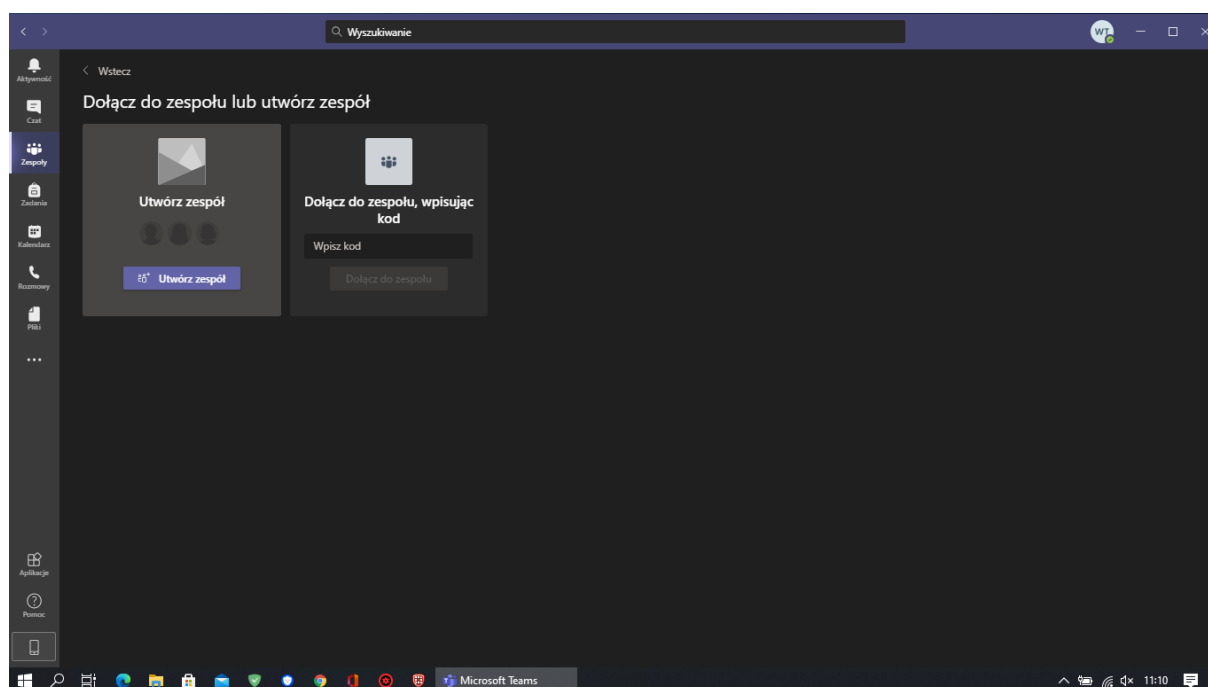 Wyszukiwanie
WT
Aktywność
Czat
Zespoły
Zadania
Kalendarz
Rozmowy
Pliki
Wstecz
Dołącz do zespołu lub utwórz zespół
Utwórz zespół
Utwórz zespół
Dołącz do zespołu, wpisując
kod
Wpisz kod
Dołącz do zespołu
Aplikacje
Pomoc
Microsoft Teams
11:10